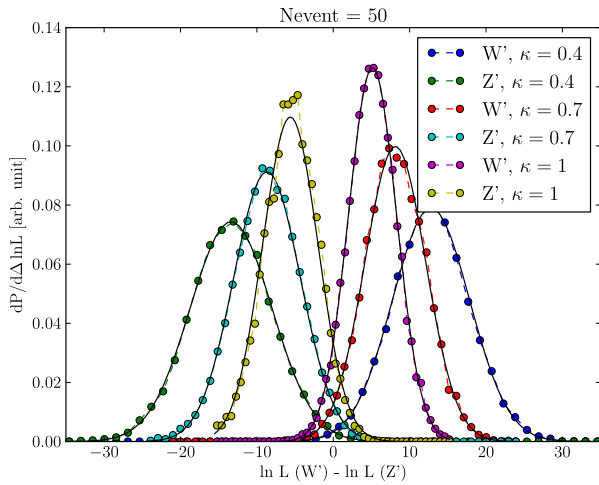 Nevent = 50
dP/dΔlnL [arb. unit]
0.14
0.12
0.10
0.08
0.06
0.04
0.02
0.00
W', κ = 0.4
Z', κ = 0.4
W', κ = 0.7
Z', κ = 0.7
W', κ = 1
Z', κ = 1
−30 −20 −10 0 10 20 30
ln L (W') - ln L (Z')